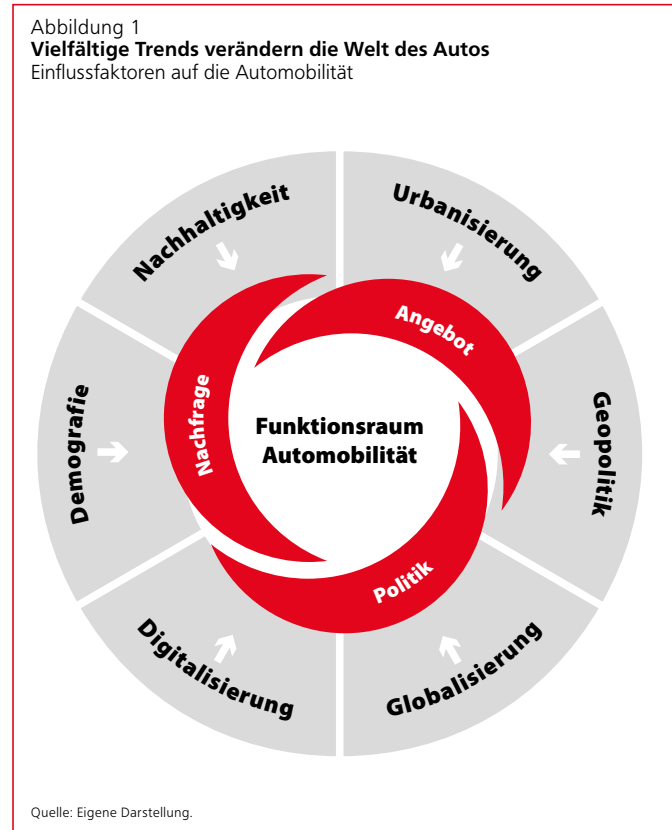 Abbildung 1
Vielfältige Trends verändern die Welt des Autos
Einflussfaktoren auf die Automobilität
Nachhaltigkeit
Urbanisierung
Angebot
Nachfrage
Demografie
Geopolitik
Funktionsraum
Automobilität
Politik
Digitalisierung
Globalisierung
Quelle: Eigene Darstellung.